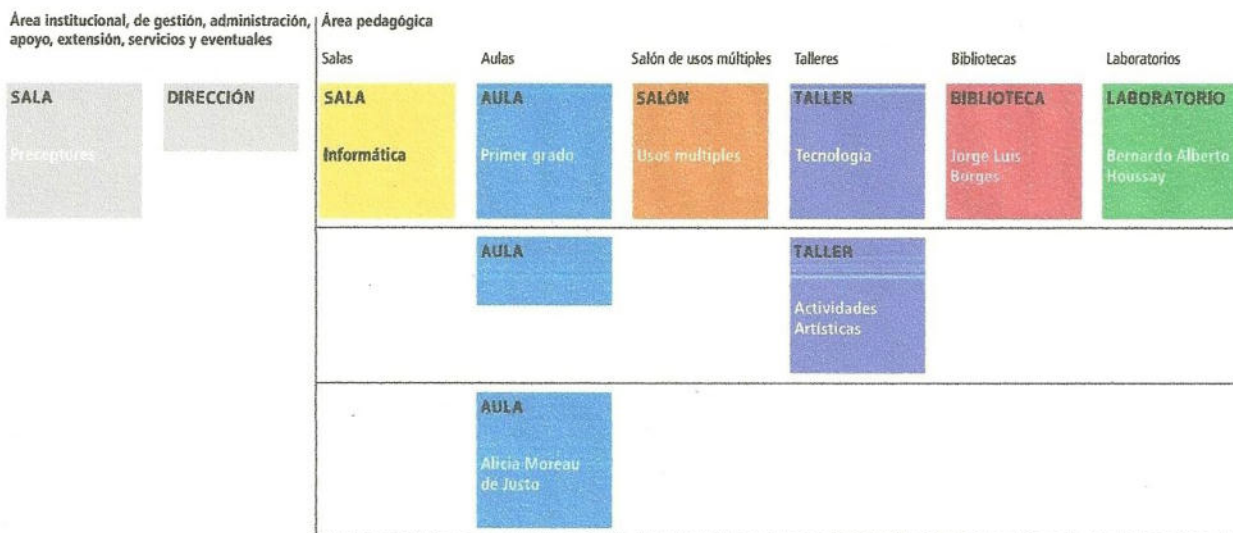 Área institucional, de gestión, administración,
apoyo, extensión, servicios y eventuales
Área pedagógica
Salas
Aulas
Salón de usos múltiples
Talleres
Bibliotecas
Laboratorios
SALA
Preceptores
DIRECCIÓN
SALA
Informática
AULA
Primer grado
SALÓN
Usos multiples
TALLER
Tecnología
BIBLIOTECA
Jorge Luis
Borges
LABORATORIO
Bernardo Alberto
Houssay
AULA
TALLER
Actividades
Artísticas
AULA
Alicia Moreau
de Justo